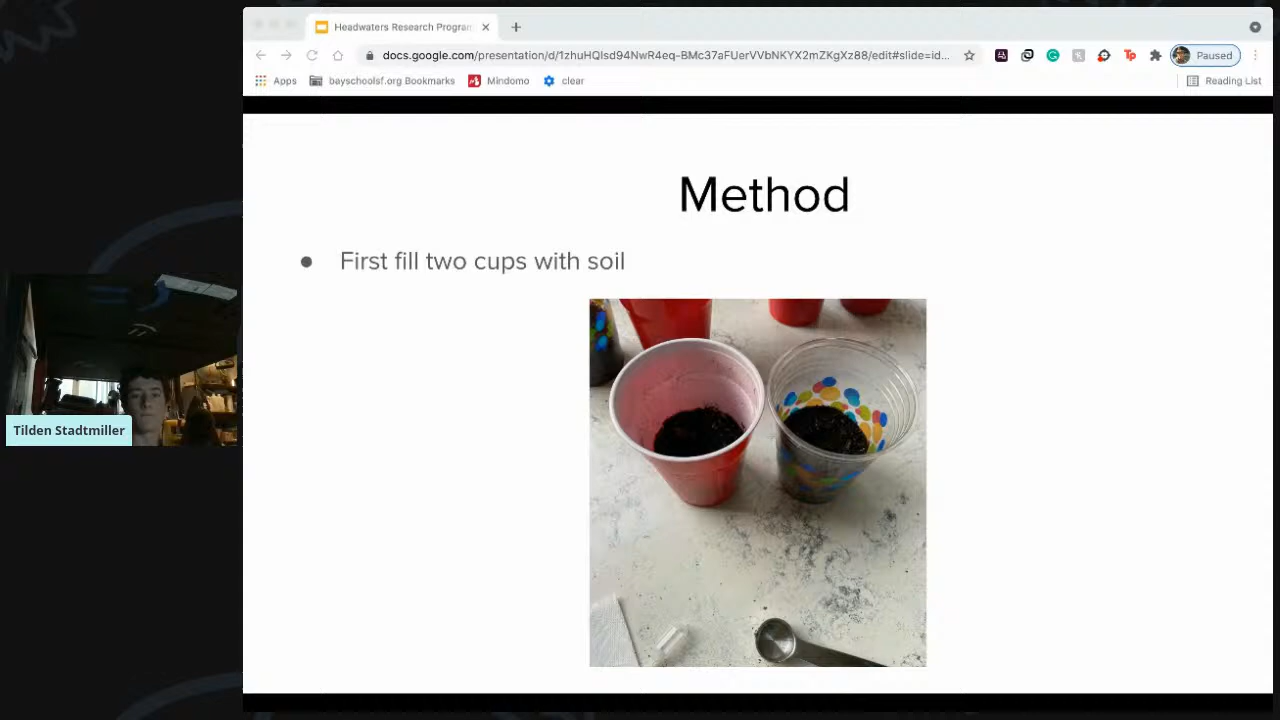 Headwaters Research Program
docs.google.com/presentation/d/1zhuHQIsd94NwR4eq-BMc37aFUerVVbNKYX2mZKgXz88/edit#slide=id...
Paused
Apps
bayschoolsf.org Bookmarks
Mindomo
clear
Reading List
Method
● First fill two cups with soil
Tilden Stadtmiller